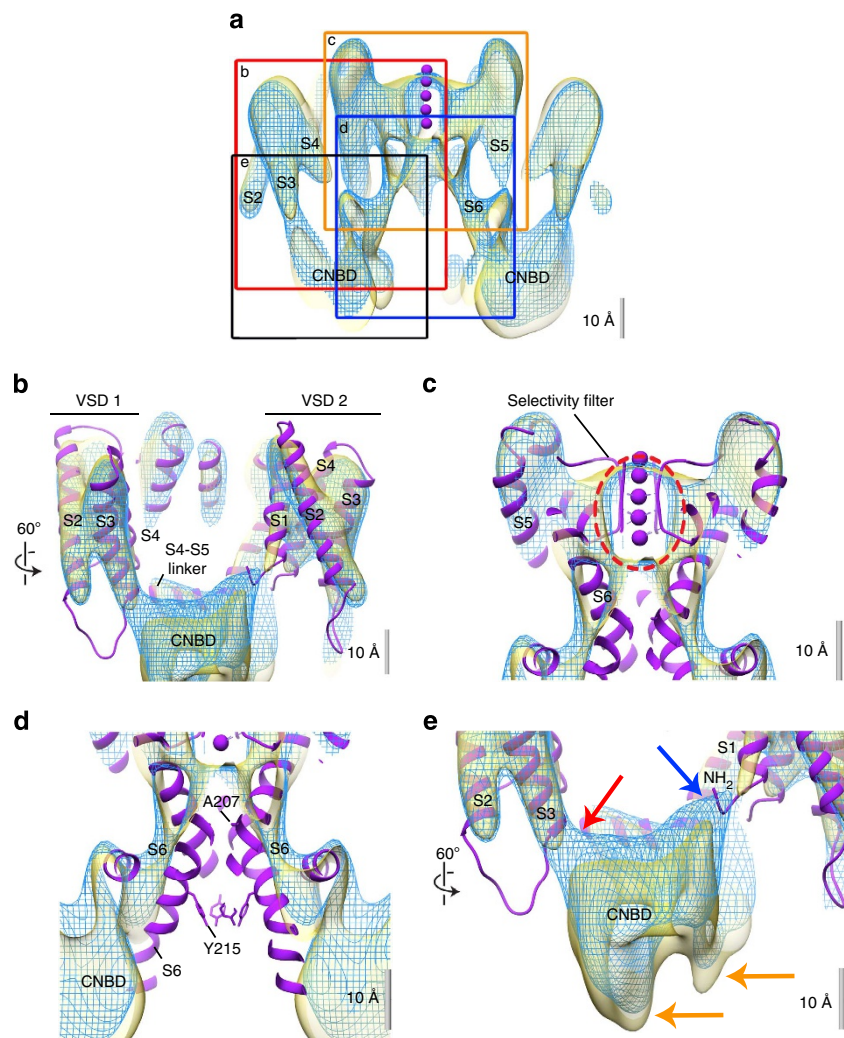 a
c
b
d
S4
S5
e
S3
S2
S6
CNBD
CNBD
10 Å
b
VSD 1
VSD 2
S4
S3
S2
S3
S1
S2
S4
60°
S4-S5
linker
CNBD
10 Å
c
Selectivity filter
S5
S6
10 Å
d
A207
S6
S6
Y215
S6
CNBD
10 Å
e
S1
NH2
S2
S3
60°
CNBD
10 Å